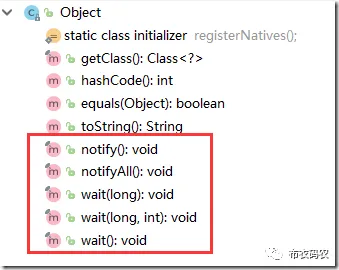 Object
static class initializer registerNatives();
getClass(): Class<?>
hashCode(): int
equals(Object): boolean
toString(): String
notify(): void
notifyAll(): void
wait(long): void
wait(long, int): void
wait(): void
布衣码农